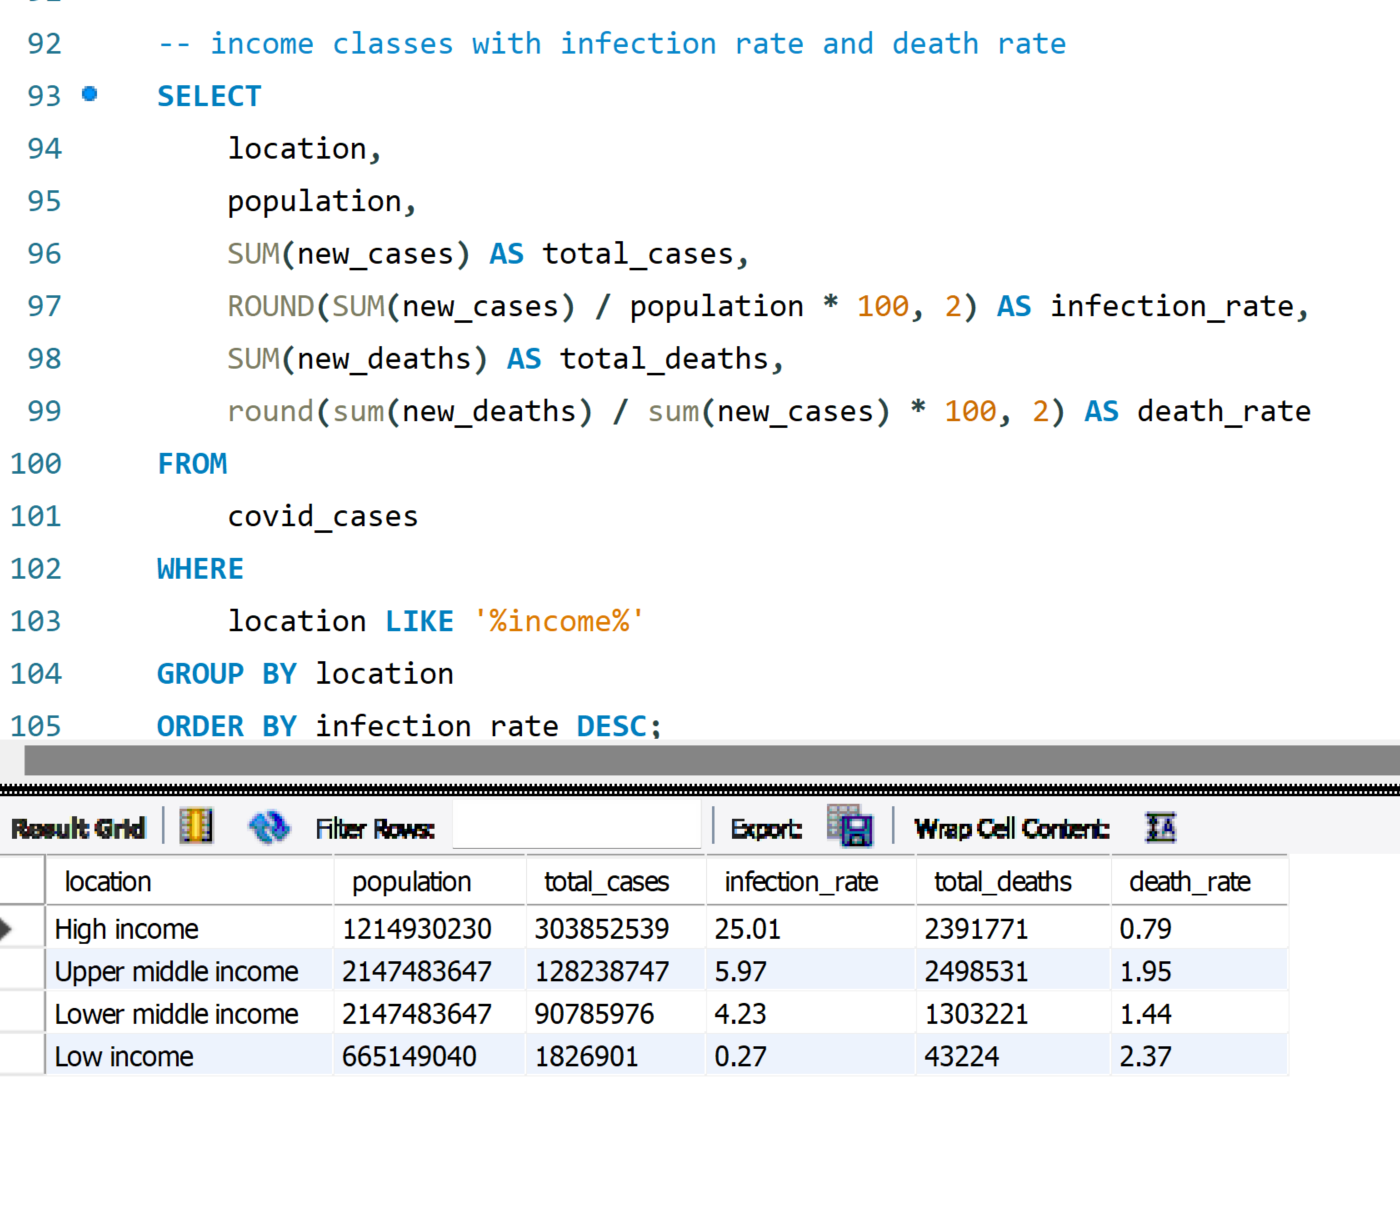 92 -- income classes with infection rate and death rate
93 SELECT
94 location,
95 population,
96 SUM(new_cases) AS total_cases,
97 ROUND(SUM(new_cases) / population * 100, 2) AS infection_rate,
98 SUM(new_deaths) AS total_deaths,
99 round(sum(new_deaths) / sum(new_cases) * 100, 2) AS death_rate
100 FROM
101 covid_cases
102 WHERE
103 location LIKE '%income%'
104 GROUP BY location
105 ORDER BY infection_rate DESC;
Result Grid Filter Rows: Export: Wrap Cell Content:
location population total_cases infection_rate total_deaths death_rate
High income 1214930230 303852539 25.01 2391771 0.79
Upper middle income 2147483647 128238747 5.97 2498531 1.95
Lower middle income 2147483647 90785976 4.23 1303221 1.44
Low income 665149040 1826901 0.27 43224 2.37